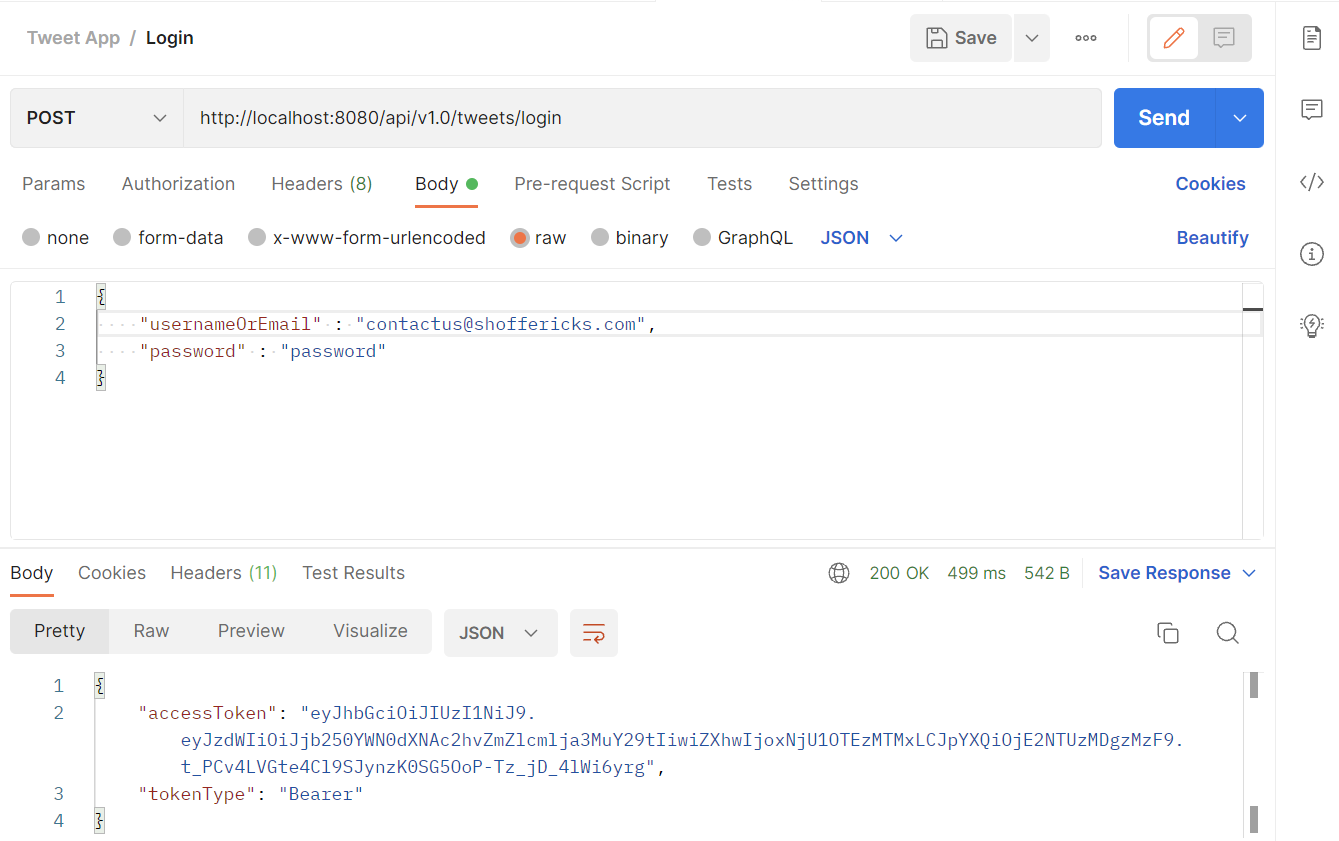 Tweet App / Login
Save
POST
http://localhost:8080/api/v1.0/tweets/login
Send
Params Authorization Headers (8) Body Pre-request Script Tests Settings Cookies
none form-data x-www-form-urlencoded raw binary GraphQL JSON Beautify
1 {
2 "usernameOrEmail" : "contactus@shoffericks.com",
3 "password" : "password"
4 }
Body Cookies Headers (11) Test Results 200 OK 499 ms 542 B Save Response
Pretty Raw Preview Visualize JSON
1 {
2 "accessToken": "eyJhbGciOiJIUzI1NiJ9.
eyJzdWIiOiJjb250YWN0dXNAc2hvZmZlcmlja3MuY29tIiwiZXhwIjoxNjU1OTEzMTMxLCJpYXQiOjE2NTUzMDgzMzF9.
t_PCv4LVGte4Cl9SJynzK0SG5OoP-Tz_jD_4lWi6yrg",
3 "tokenType": "Bearer"
4 }